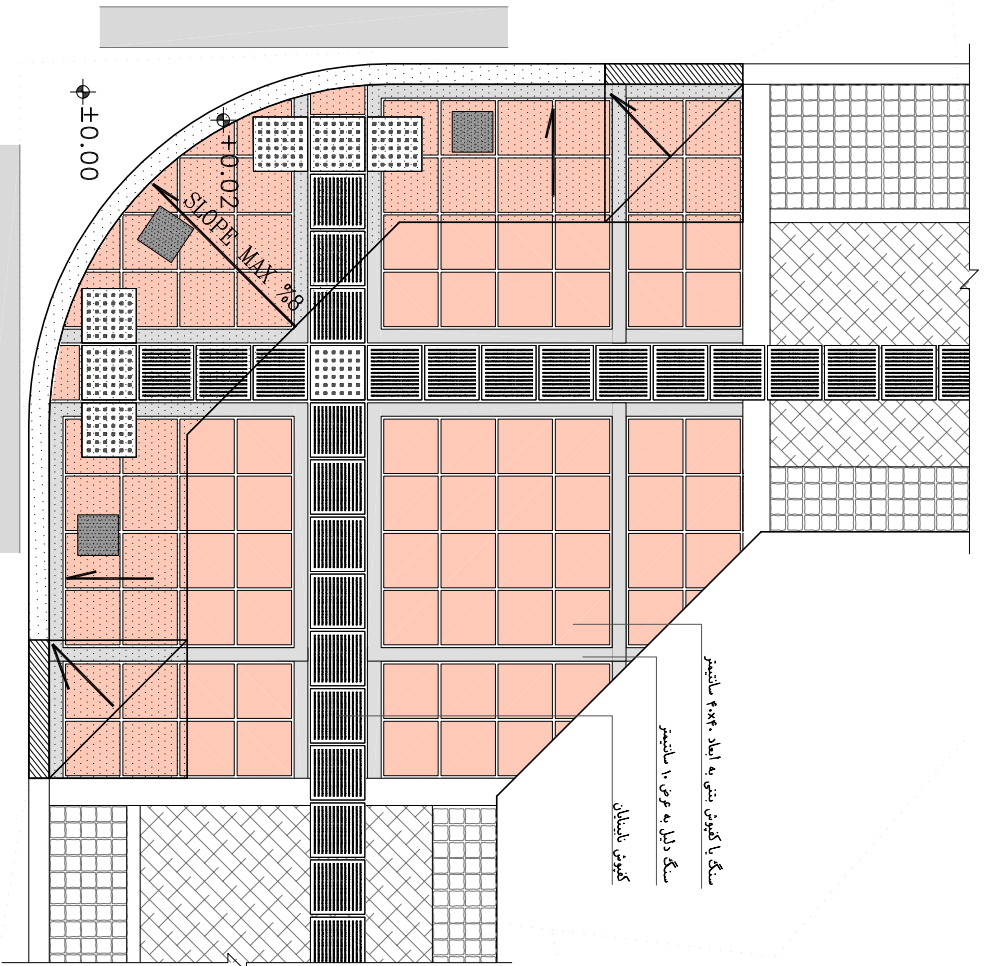 ±0.00
+0.02
SLOPE MAX %8
سنگ یا کفپوش بتنی به ابعاد ۴۰x۴۰ سانتیمتر
سنگ دلیل به عرض ۱۰ سانتیمتر
کفپوش نابینایان